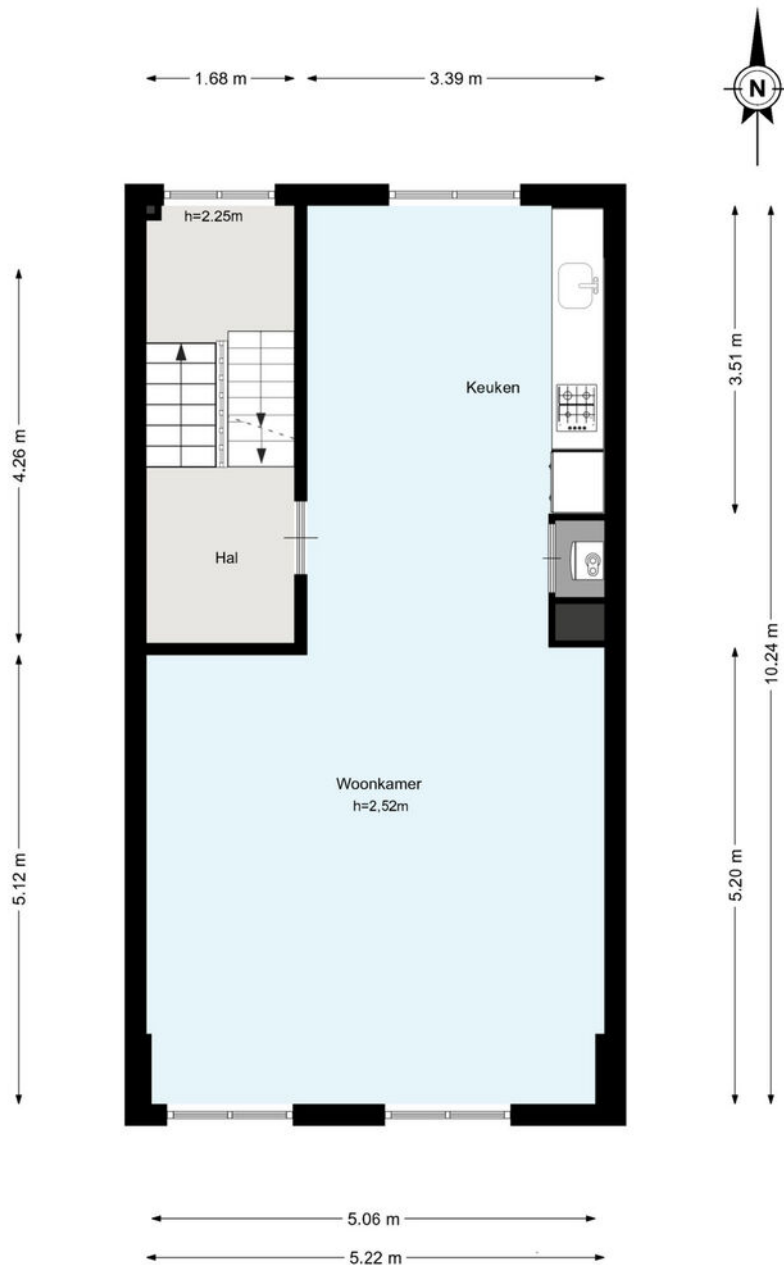 1.68 m
3.39 m
N
h=2.25m
4.26 m
3.51 m
Keuken
Hal
10.24 m
Woonkamer
h=2,52m
5.12 m
5.20 m
5.06 m
5.22 m